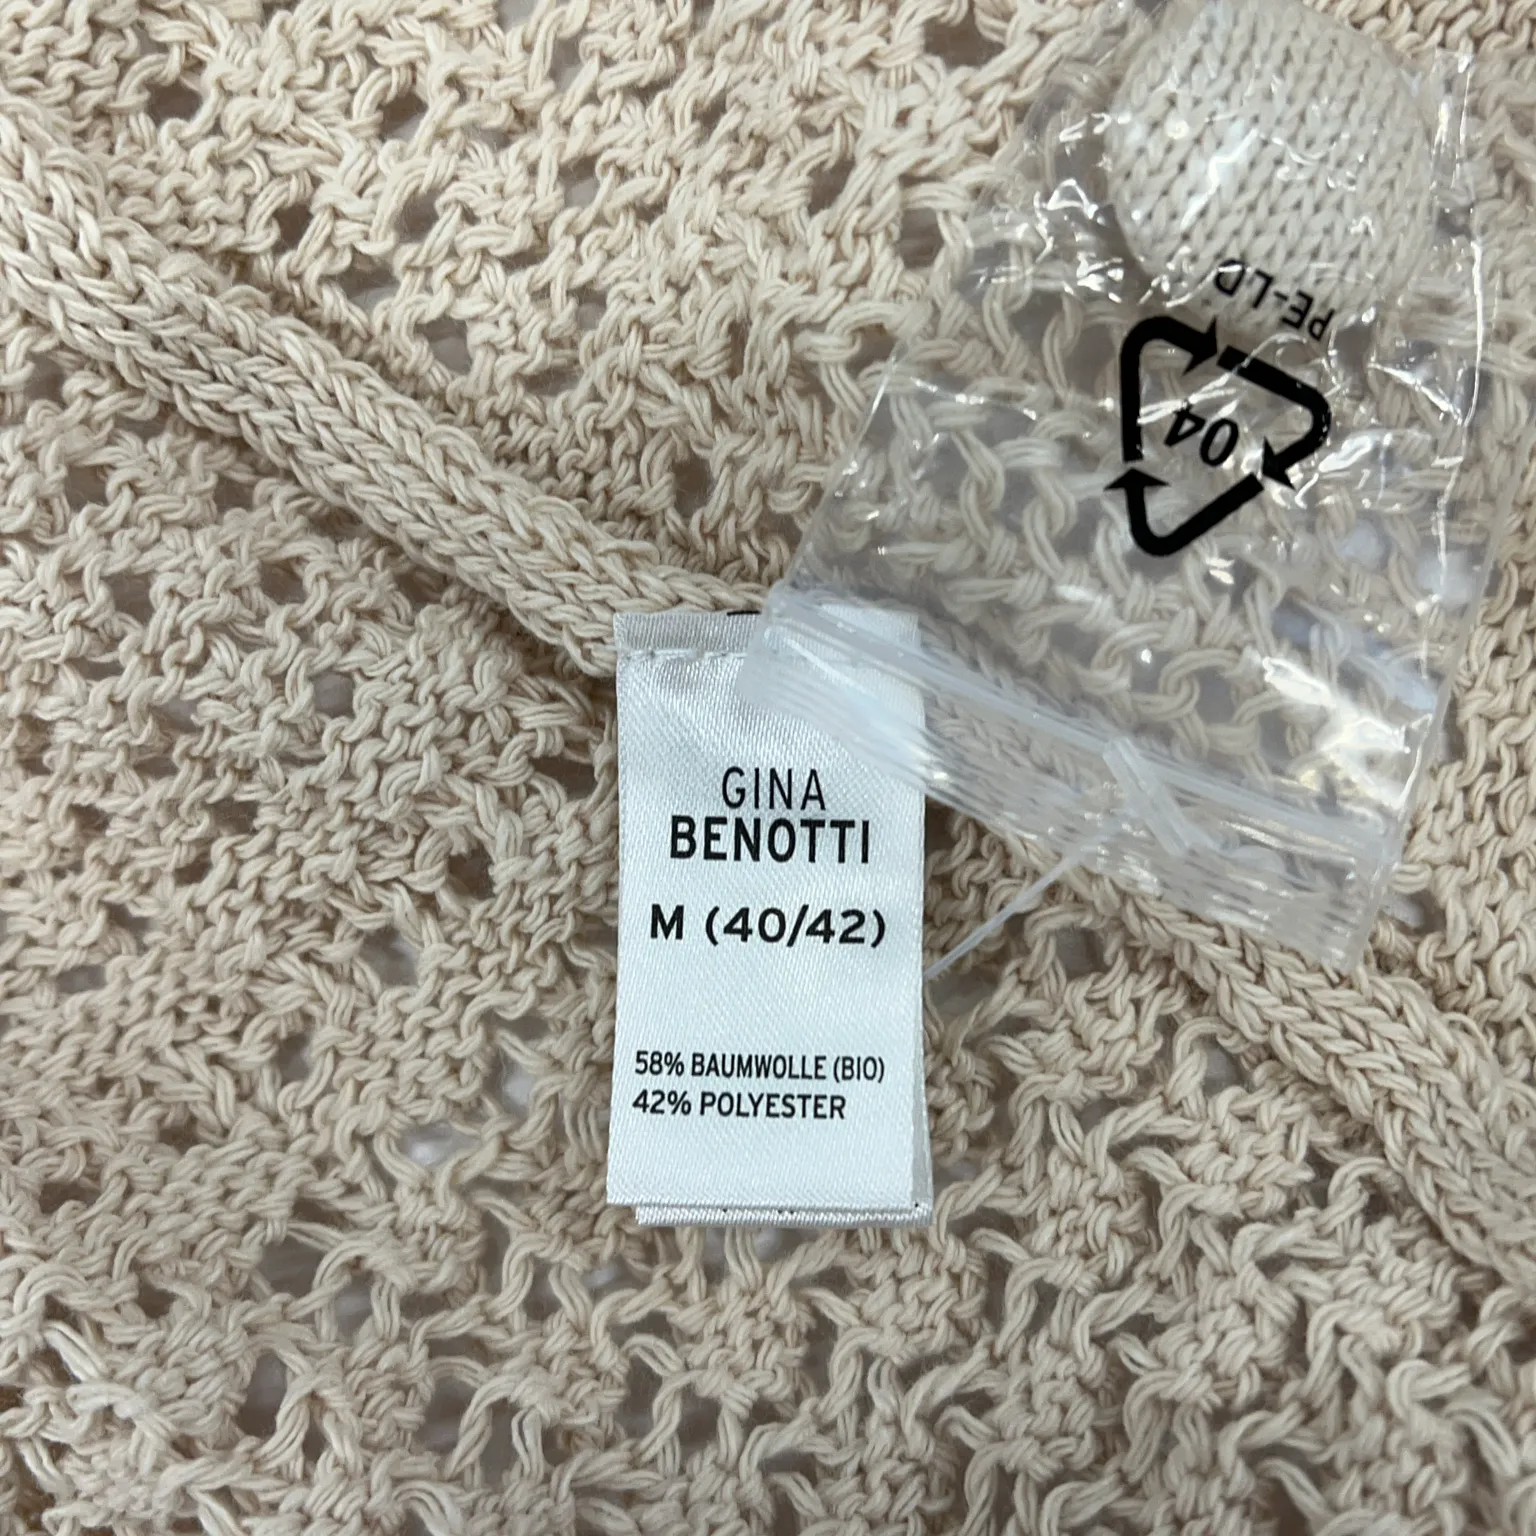 PE-LD
04
GINA
BENOTTI
M (40/42)
58% BAUMWOLLE (BIO)
42% POLYESTER